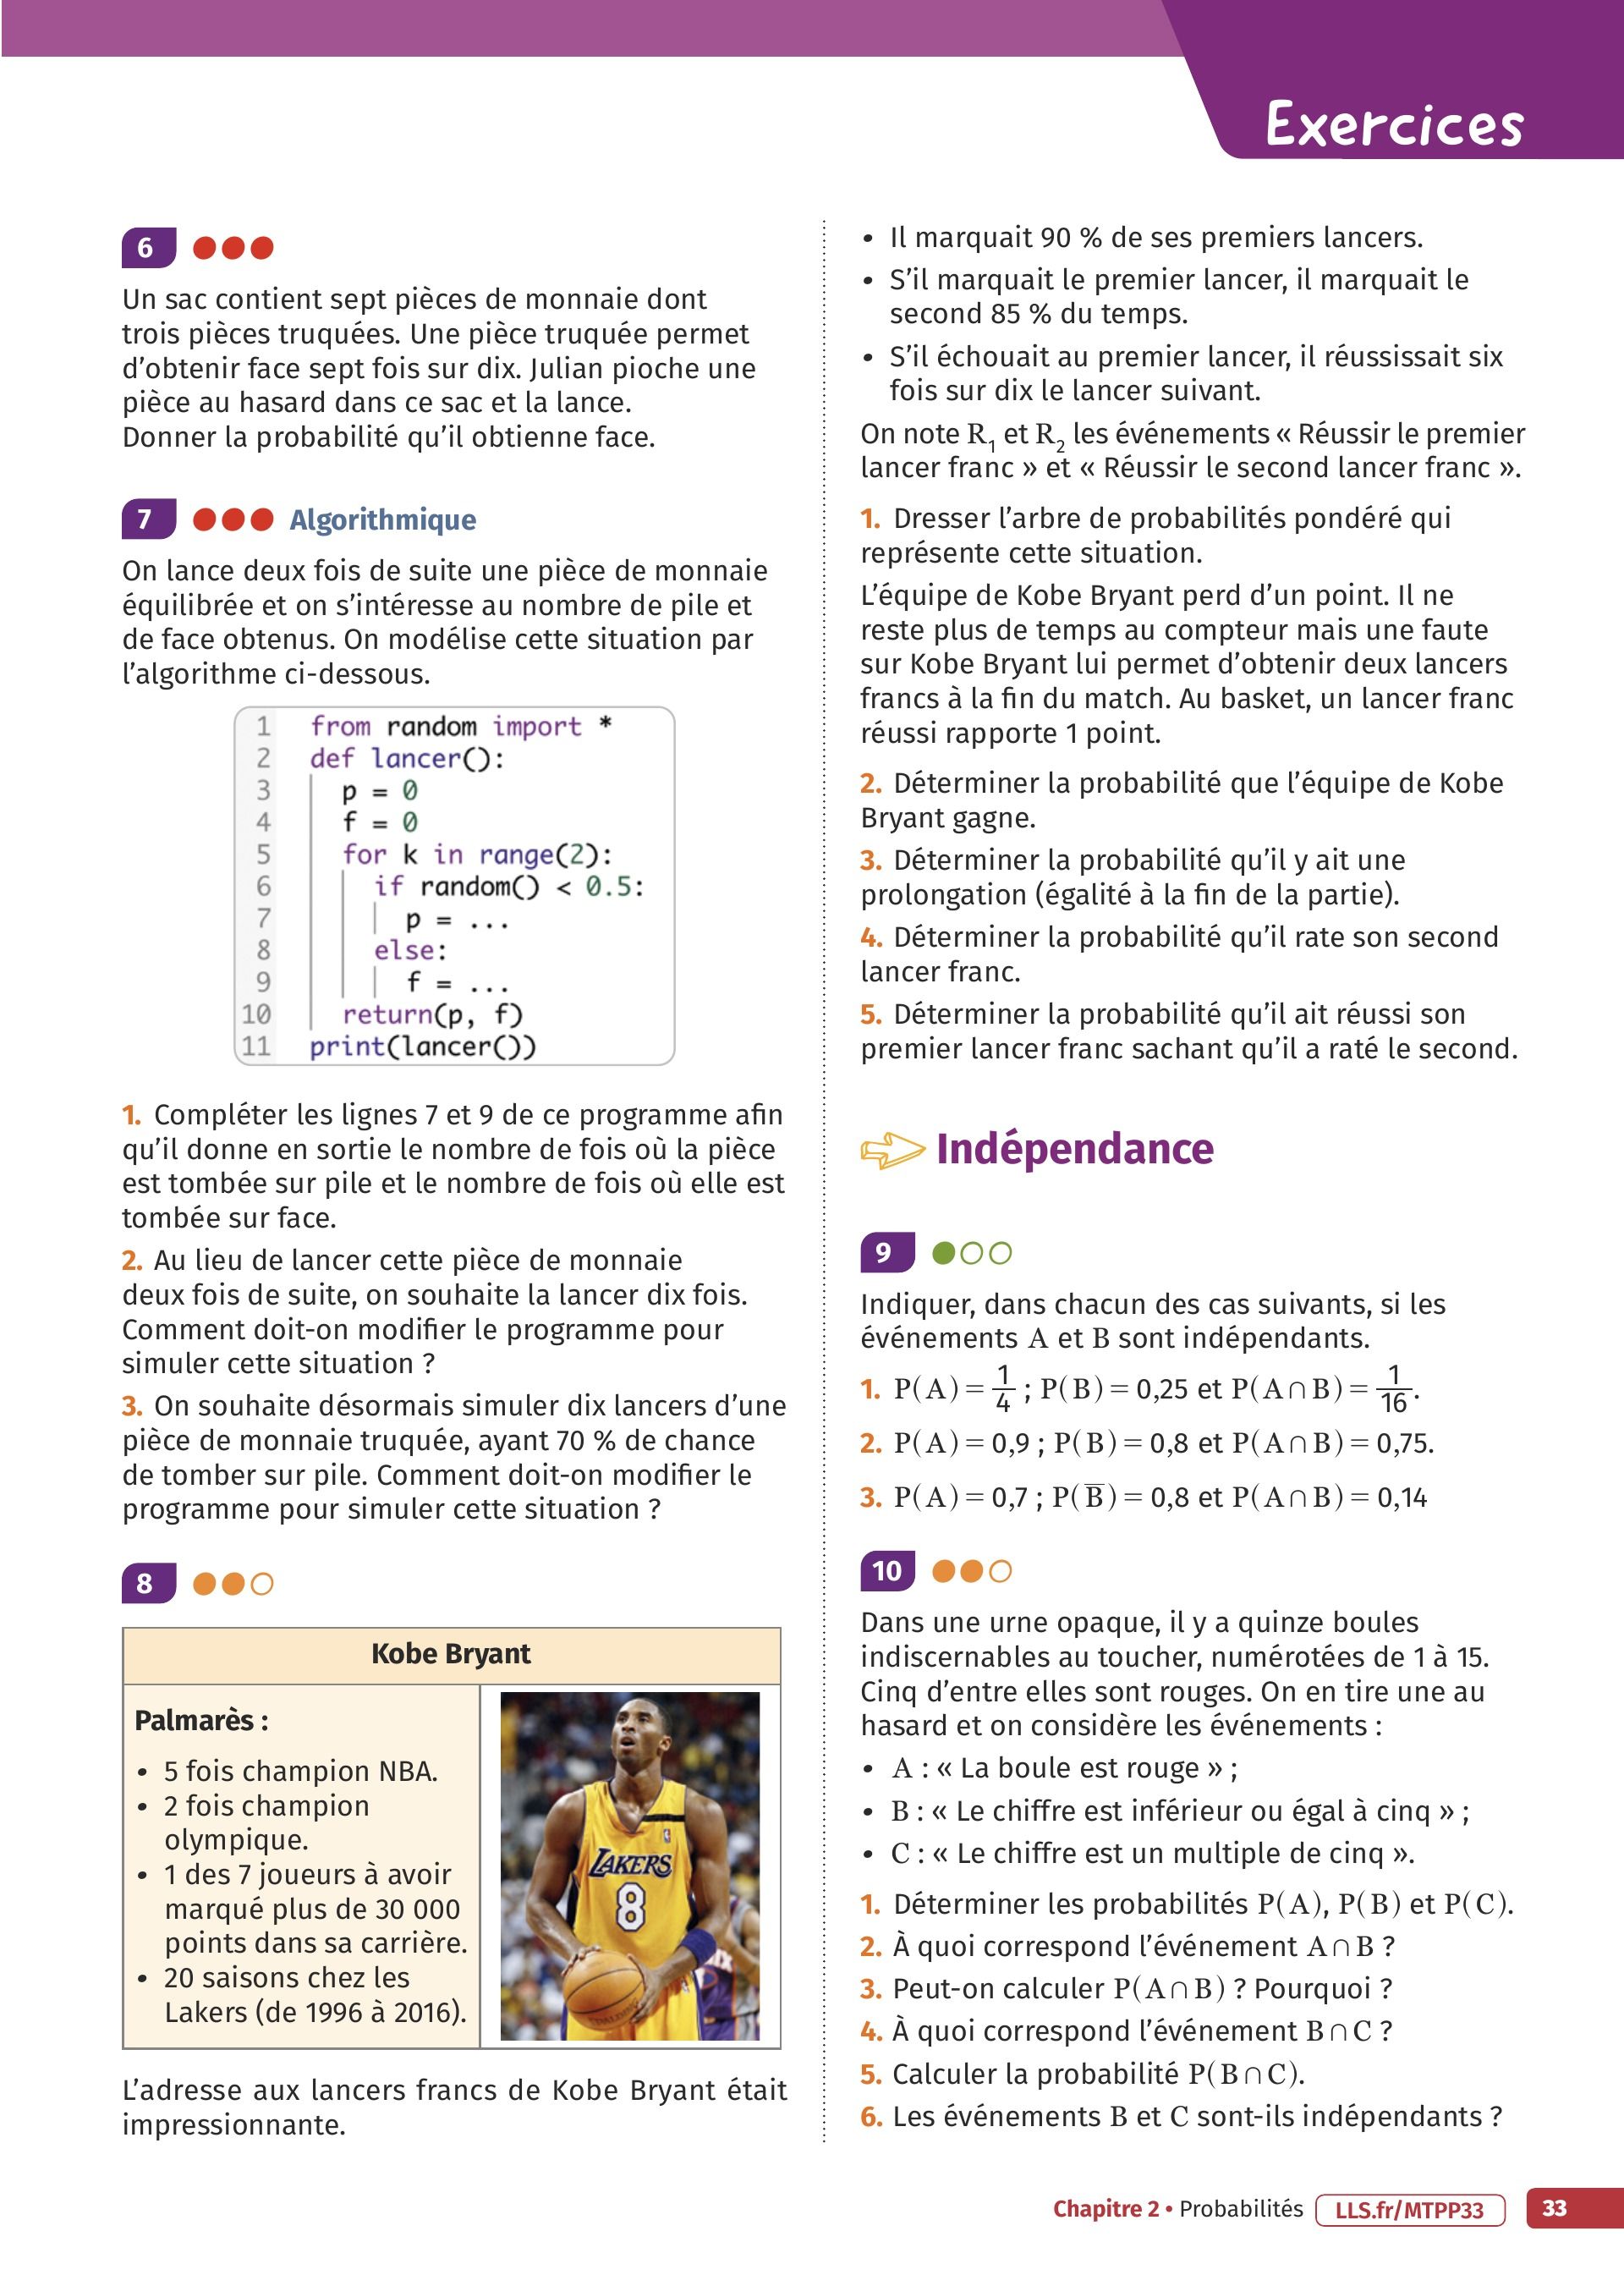 Exercices
6
Un sac contient sept pièces de monnaie dont
trois pièces truquées. Une pièce truquée permet
d’obtenir face sept fois sur dix. Julian pioche une
pièce au hasard dans ce sac et la lance.
Donner la probabilité qu’il obtienne face.
7 Algorithmique
On lance deux fois de suite une pièce de monnaie
équilibrée et on s’intéresse au nombre de pile et
de face obtenus. On modélise cette situation par
l’algorithme ci-dessous.
1 from random import *
2 def lancer():
3 p = 0
4 f = 0
5 for k in range(2):
6 if random() < 0.5:
7 p = ...
8 else:
9 f = ...
10 return(p, f)
11 print(lancer())
1. Compléter les lignes 7 et 9 de ce programme afin
qu’il donne en sortie le nombre de fois où la pièce
est tombée sur pile et le nombre de fois où elle est
tombée sur face.
2. Au lieu de lancer cette pièce de monnaie
deux fois de suite, on souhaite la lancer dix fois.
Comment doit-on modifier le programme pour
simuler cette situation ?
3. On souhaite désormais simuler dix lancers d’une
pièce de monnaie truquée, ayant 70 % de chance
de tomber sur pile. Comment doit-on modifier le
programme pour simuler cette situation ?
8
Kobe Bryant
Palmarès :
• 5 fois champion NBA.
• 2 fois champion
olympique.
• 1 des 7 joueurs à avoir
marqué plus de 30 000
points dans sa carrière.
• 20 saisons chez les
Lakers (de 1996 à 2016).
LAKERS
8
SPALDING
L’adresse aux lancers francs de Kobe Bryant était
impressionnante.
• Il marquait 90 % de ses premiers lancers.
• S’il marquait le premier lancer, il marquait le
second 85 % du temps.
• S’il échouait au premier lancer, il réussissait six
fois sur dix le lancer suivant.
On note R₁ et R₂ les événements « Réussir le premier
lancer franc » et « Réussir le second lancer franc ».
1. Dresser l’arbre de probabilités pondéré qui
représente cette situation.
L’équipe de Kobe Bryant perd d’un point. Il ne
reste plus de temps au compteur mais une faute
sur Kobe Bryant lui permet d’obtenir deux lancers
francs à la fin du match. Au basket, un lancer franc
réussi rapporte 1 point.
2. Déterminer la probabilité que l’équipe de Kobe
Bryant gagne.
3. Déterminer la probabilité qu’il y ait une
prolongation (égalité à la fin de la partie).
4. Déterminer la probabilité qu’il rate son second
lancer franc.
5. Déterminer la probabilité qu’il ait réussi son
premier lancer franc sachant qu’il a raté le second.
Indépendance
9
Indiquer, dans chacun des cas suivants, si les
événements A et B sont indépendants.
1. P(A) = 1/4 ; P(B) = 0,25 et P(A∩B) = 1/16.
2. P(A) = 0,9 ; P(B) = 0,8 et P(A∩B) = 0,75.
3. P(A) = 0,7 ; P(B̅) = 0,8 et P(A∩B) = 0,14
10
Dans une urne opaque, il y a quinze boules
indiscernables au toucher, numérotées de 1 à 15.
Cinq d’entre elles sont rouges. On en tire une au
hasard et on considère les événements :
• A : « La boule est rouge » ;
• B : « Le chiffre est inférieur ou égal à cinq » ;
• C : « Le chiffre est un multiple de cinq ».
1. Déterminer les probabilités P(A), P(B) et P(C).
2. À quoi correspond l’événement A∩B ?
3. Peut-on calculer P(A∩B) ? Pourquoi ?
4. À quoi correspond l’événement B∩C ?
5. Calculer la probabilité P(B∩C).
6. Les événements B et C sont-ils indépendants ?
Chapitre 2 • Probabilités LLS.fr/MTPP33 33